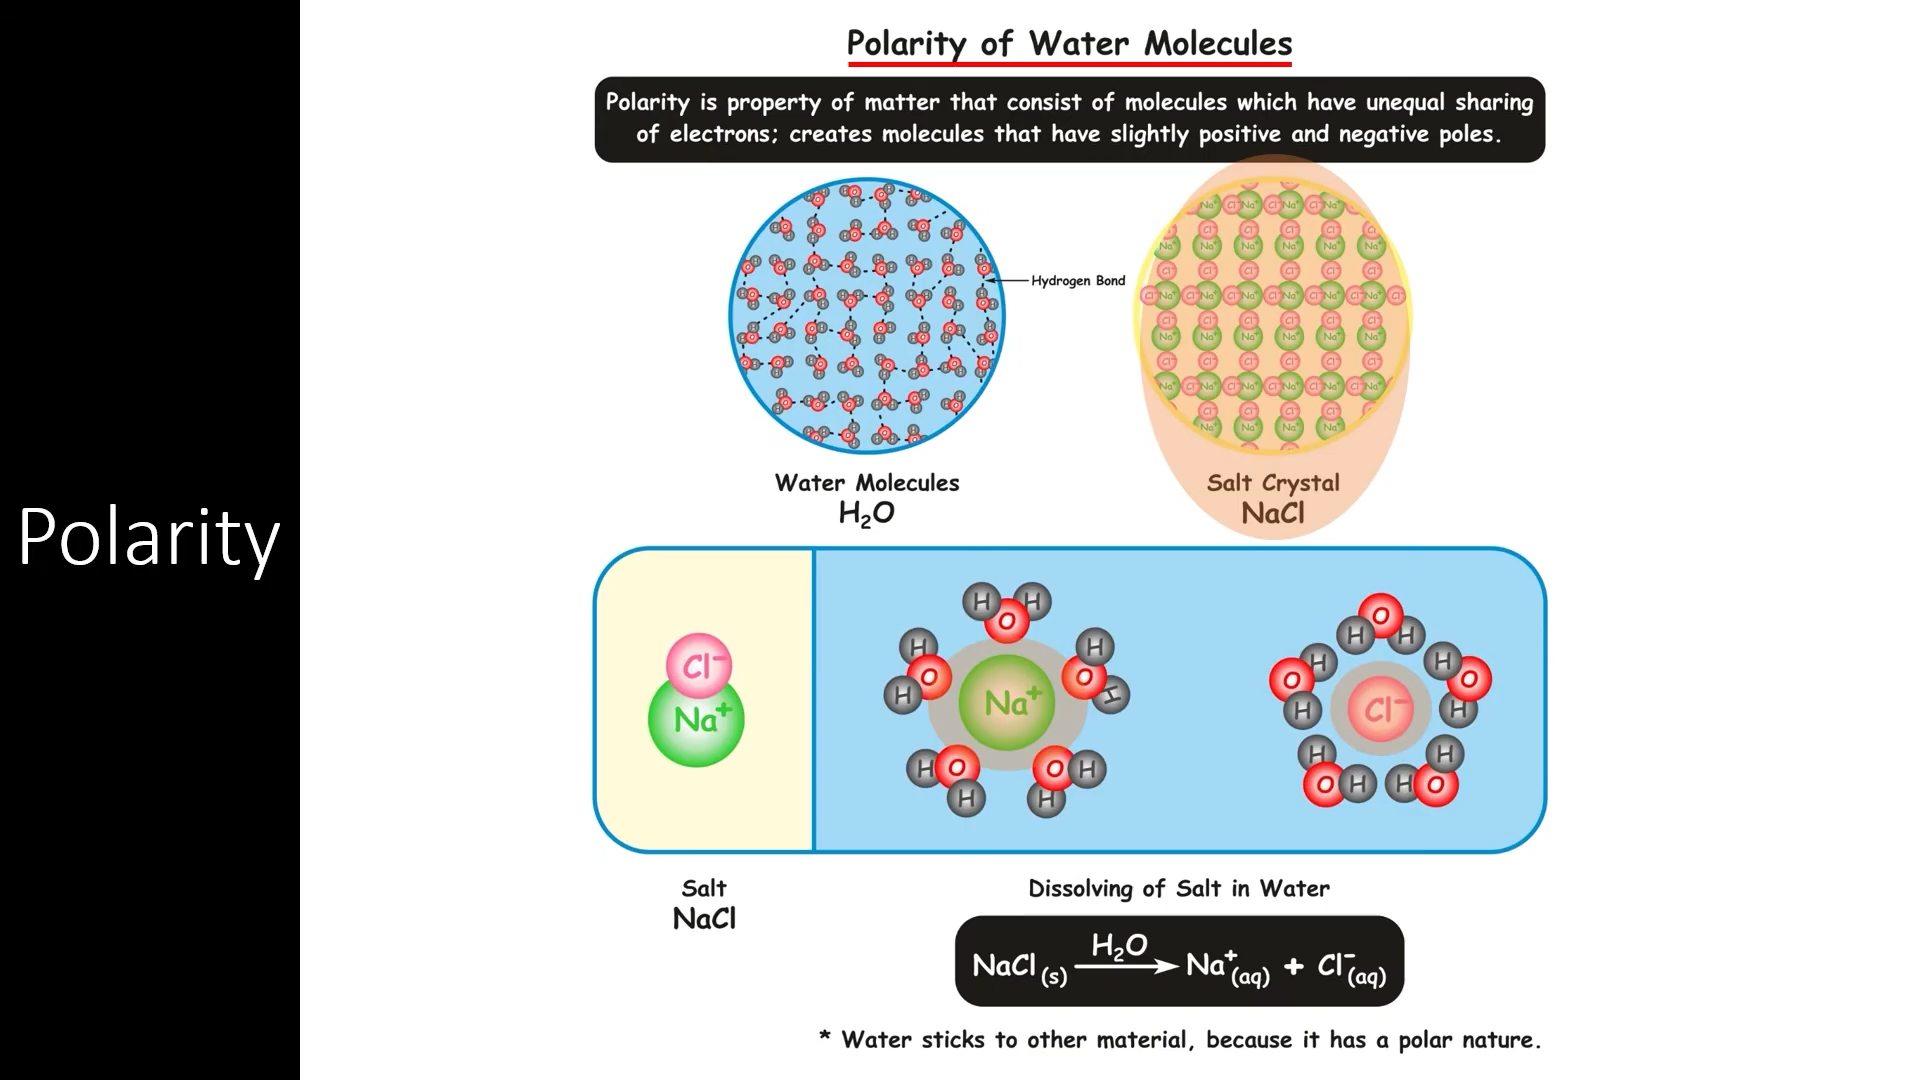 Polarity
Polarity of Water Molecules
Polarity is property of matter that consist of molecules which have unequal sharing
of electrons; creates molecules that have slightly positive and negative poles.
Hydrogen Bond
Water Molecules
H₂O
Salt Crystal
NaCl
Cl⁻
Na⁺
H H
O
H
O
H
H
O
H
Na⁺
H O
H
O H
H
O
H H
H
O
H
H
O
H
Cl⁻
H
O H
H
H O
Salt
NaCl
Dissolving of Salt in Water
NaCl(s) H₂O → Na⁺(aq) + Cl⁻(aq)
* Water sticks to other material, because it has a polar nature.